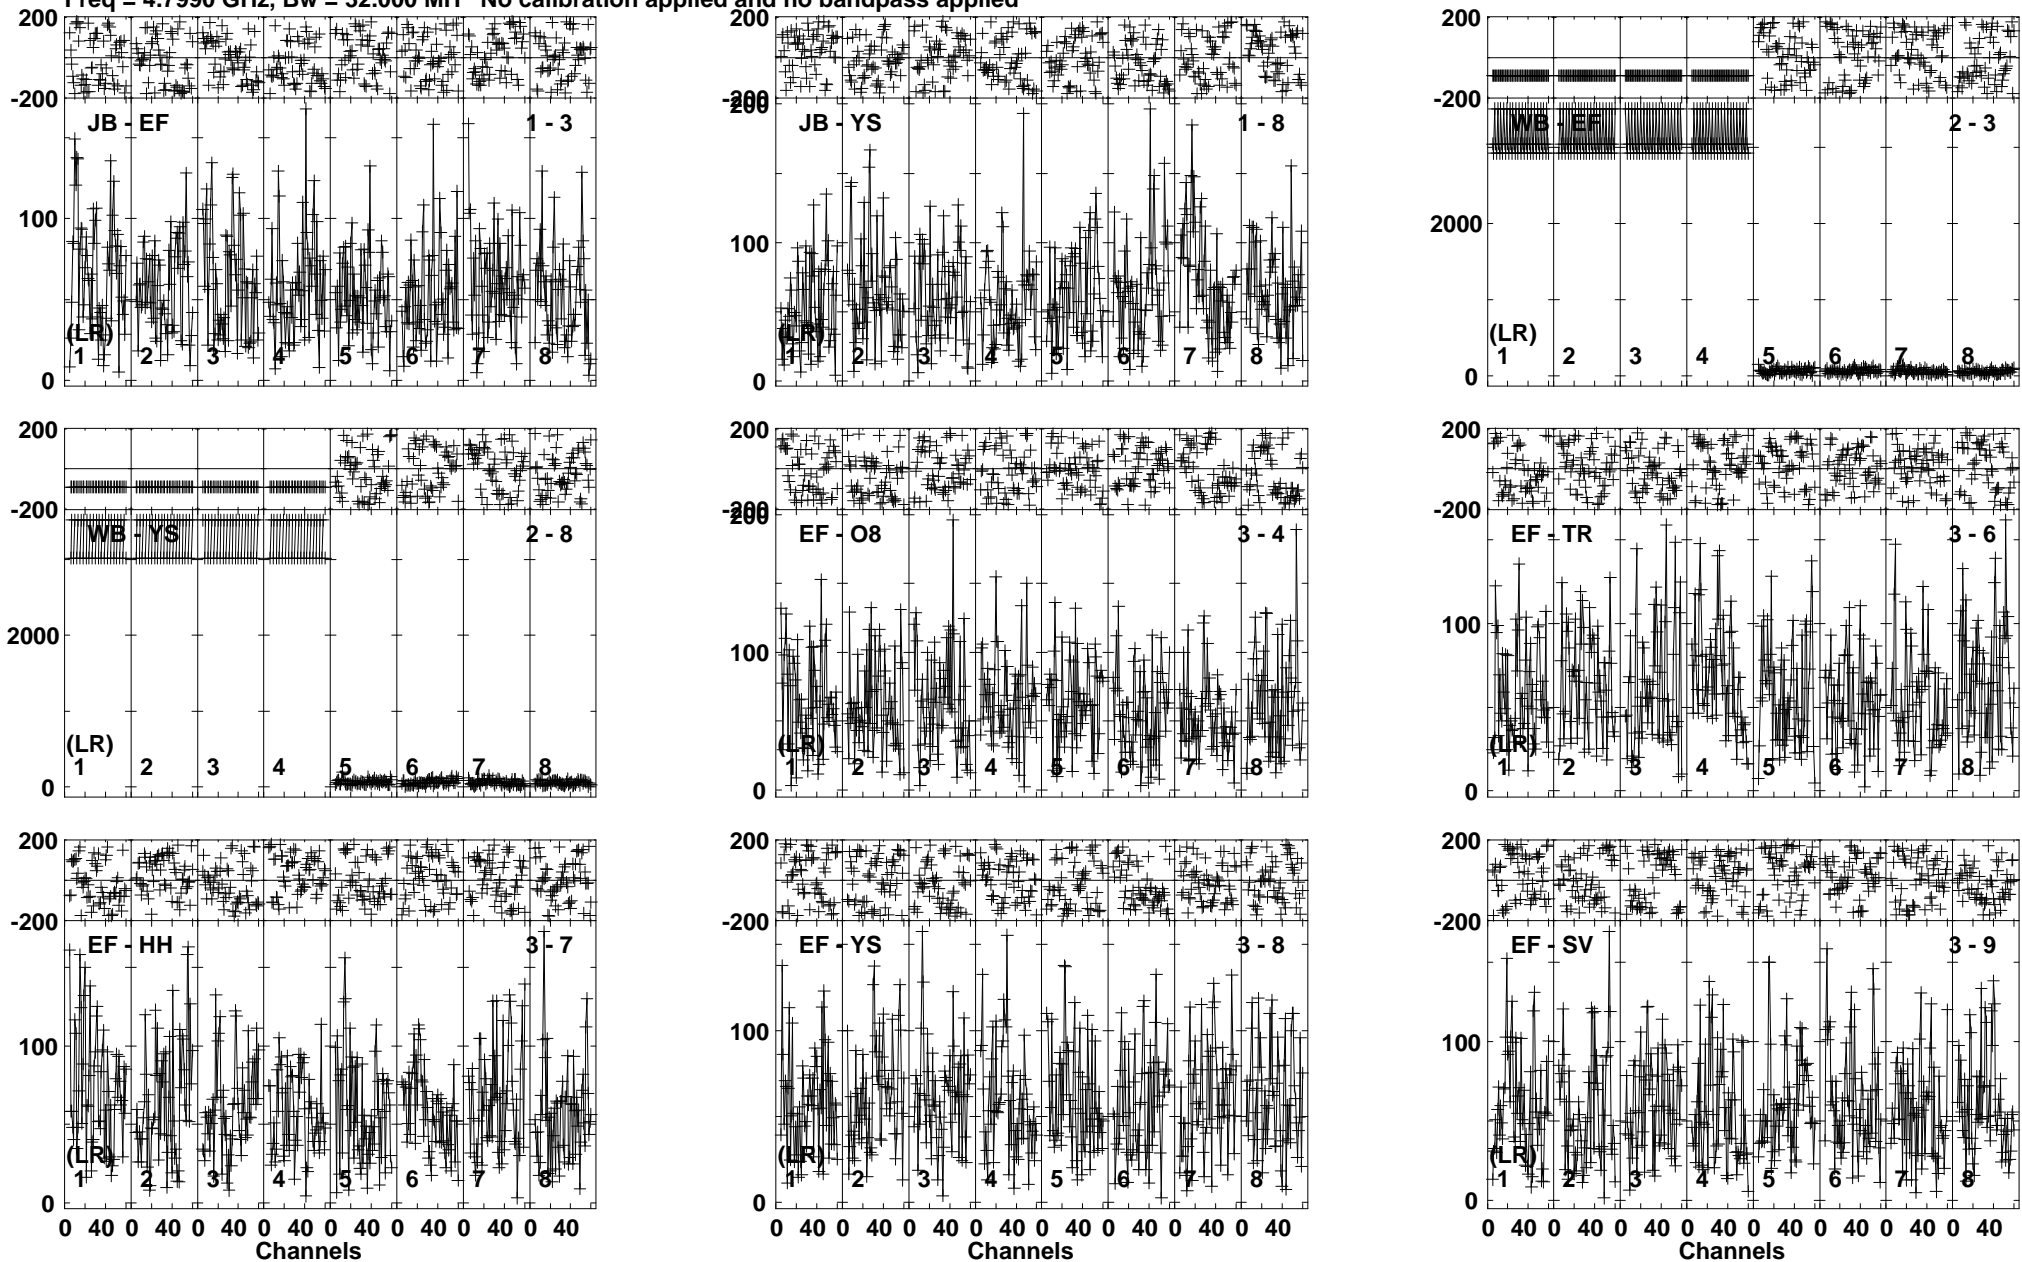 Freq = 4.7990 GHz, Bw = 32.000 MH No calibration applied and no bandpass applied
200
-200
JB - EF 1 - 3
100
(LR)
1 2 3 4 5 6 7 8
0
200
-200
200
JB - YS 1 - 8
100
(LR)
1 2 3 4 5 6 7 8
0
200
-200
WB - EF 2 - 3
2000
(LR)
1 2 3 4 5 6 7 8
0
200
-200
WB - YS 2 - 8
2000
(LR)
1 2 3 4 5 6 7 8
0
200
-200
200
EF - O8 3 - 4
100
(LR)
1 2 3 4 5 6 7 8
0
200
-200
EF - TR 3 - 6
100
(LR)
1 2 3 4 5 6 7 8
0
200
-200
EF - HH 3 - 7
100
(LR)
1 2 3 4 5 6 7 8
0
0 40 0 40 0 40 0 40 0 40 0 40 0 40 0 40
Channels
200
-200
EF - YS 3 - 8
100
(LR)
1 2 3 4 5 6 7 8
0
0 40 0 40 0 40 0 40 0 40 0 40 0 40 0 40
Channels
200
-200
EF - SV 3 - 9
100
(LR)
1 2 3 4 5 6 7 8
0
0 40 0 40 0 40 0 40 0 40 0 40 0 40 0 40
Channels